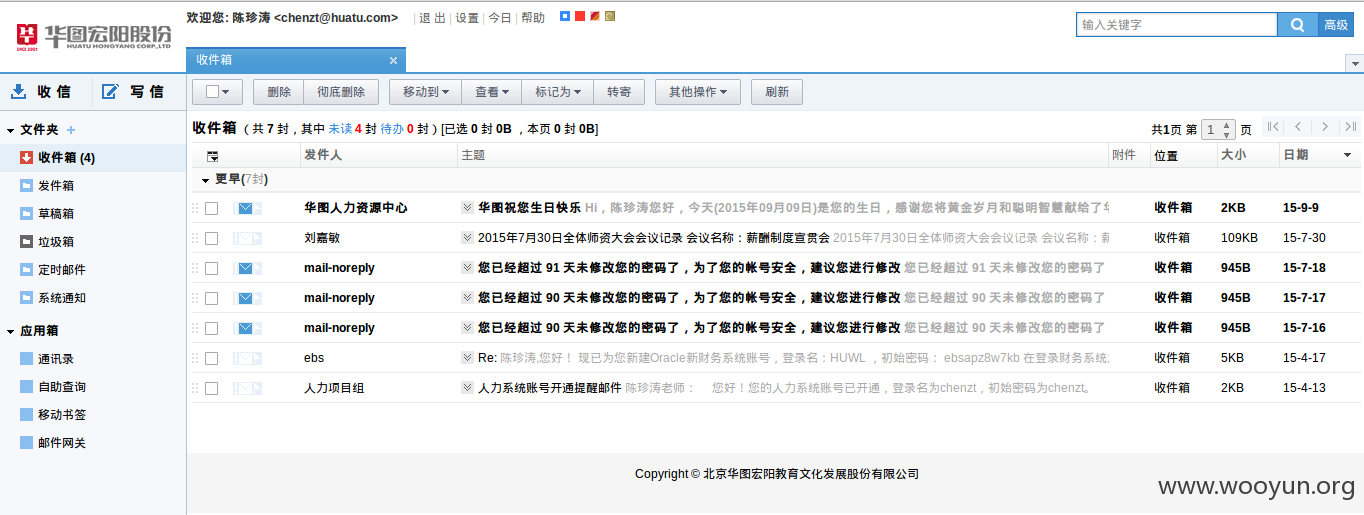 华图宏阳股份
HUATU HONGYANG CORP.,LTD
SINCE 2001
欢迎您: 陈珍涛 <chenzt@huatu.com> | 退 出 | 设置 | 今日 | 帮助
输入关键字 高级
收件箱 ×
收 信 写 信
删除 彻底删除 移动到 查看 标记为 转寄 其他操作 刷新
文件夹 +
收件箱 (4)
发件箱
草稿箱
垃圾箱
定时邮件
系统通知
应用箱
通讯录
自助查询
移动书签
邮件网关
收件箱 （共 7 封，其中 未读 4 封 待办 0 封）[已选 0 封 0B ，本页 0 封 0B]
共1页 第 1 页
发件人 主题 附件 位置 大小 日期
更早(7封)
华图人力资源中心 华图祝您生日快乐 Hi，陈珍涛您好，今天(2015年09月09日)是您的生日，感谢您将黄金岁月和聪明智慧献给了 收件箱 2KB 15-9-9
刘嘉敏 2015年7月30日全体师资大会会议记录 会议名称：薪酬制度宣贯会 2015年7月30日全体师资大会会议记录 会议名称： 收件箱 109KB 15-7-30
mail-noreply 您已经超过 91 天未修改您的密码了，为了您的帐号安全，建议您进行修改 您已经超过 91 天未修改您的密码了 收件箱 945B 15-7-18
mail-noreply 您已经超过 90 天未修改您的密码了，为了您的帐号安全，建议您进行修改 您已经超过 90 天未修改您的密码了 收件箱 945B 15-7-17
mail-noreply 您已经超过 90 天未修改您的密码了，为了您的帐号安全，建议您进行修改 您已经超过 90 天未修改您的密码了 收件箱 945B 15-7-16
ebs Re: 陈珍涛,您好！ 现已为您新建Oracle新财务系统账号，登录名：HUWL ，初始密码： ebsapz8w7kb 在登录财务系统 收件箱 5KB 15-4-17
人力项目组 人力系统账号开通提醒邮件 陈珍涛老师： 您好！您的人力系统账号已开通，登录名为chenzt，初始密码为chenzt。 收件箱 2KB 15-4-13
Copyright © 北京华图宏阳教育文化发展股份有限公司
www.wooyun.org